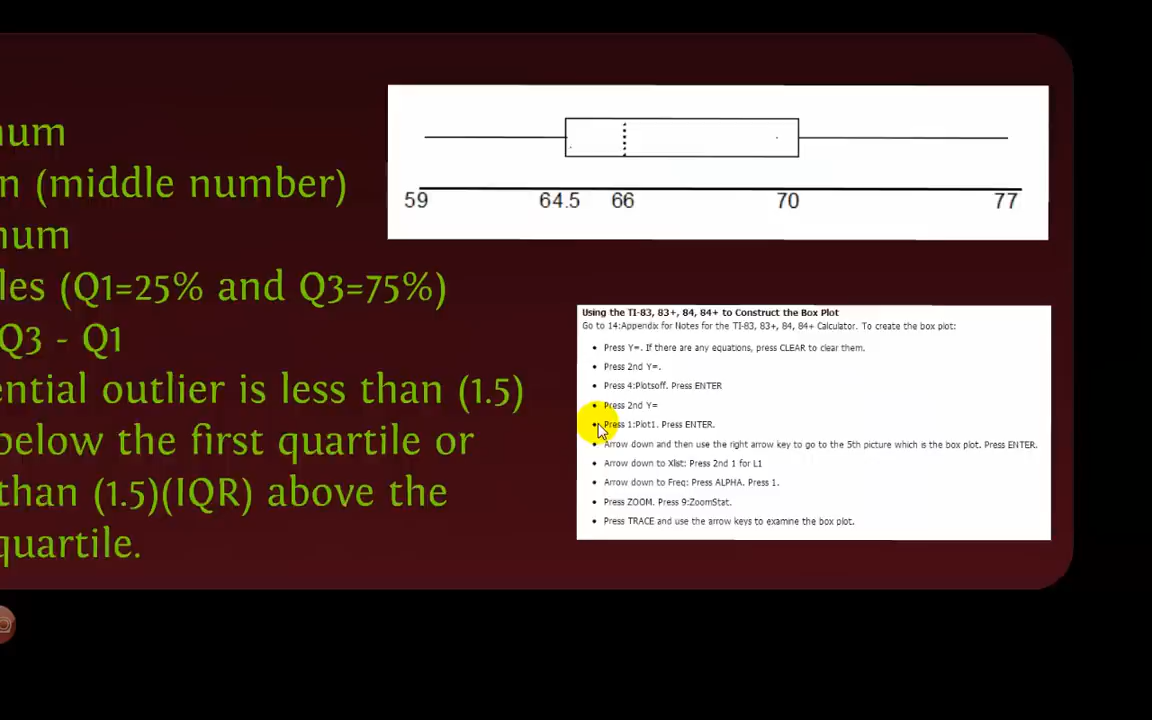 num
n (middle number)
num
les (Q1=25% and Q3=75%)
Q3 - Q1
ential outlier is less than (1.5)
below the first quartile or
than (1.5)(IQR) above the
quartile.
59 64.5 66 70 77
Using the TI-83, 83+, 84, 84+ to Construct the Box Plot
Go to 14:Appendix for Notes for the TI-83, 83+, 84, 84+ Calculator. To create the box plot:
• Press Y=. If there are any equations, press CLEAR to clear them.
• Press 2nd Y=.
• Press 4:Plotsoff. Press ENTER
• Press 2nd Y=
• Press 1:Plot1. Press ENTER.
• Arrow down and then use the right arrow key to go to the 5th picture which is the box plot. Press ENTER.
• Arrow down to Xlist: Press 2nd 1 for L1
• Arrow down to Freq: Press ALPHA. Press 1.
• Press ZOOM. Press 9:ZoomStat.
• Press TRACE and use the arrow keys to examne the box plot.